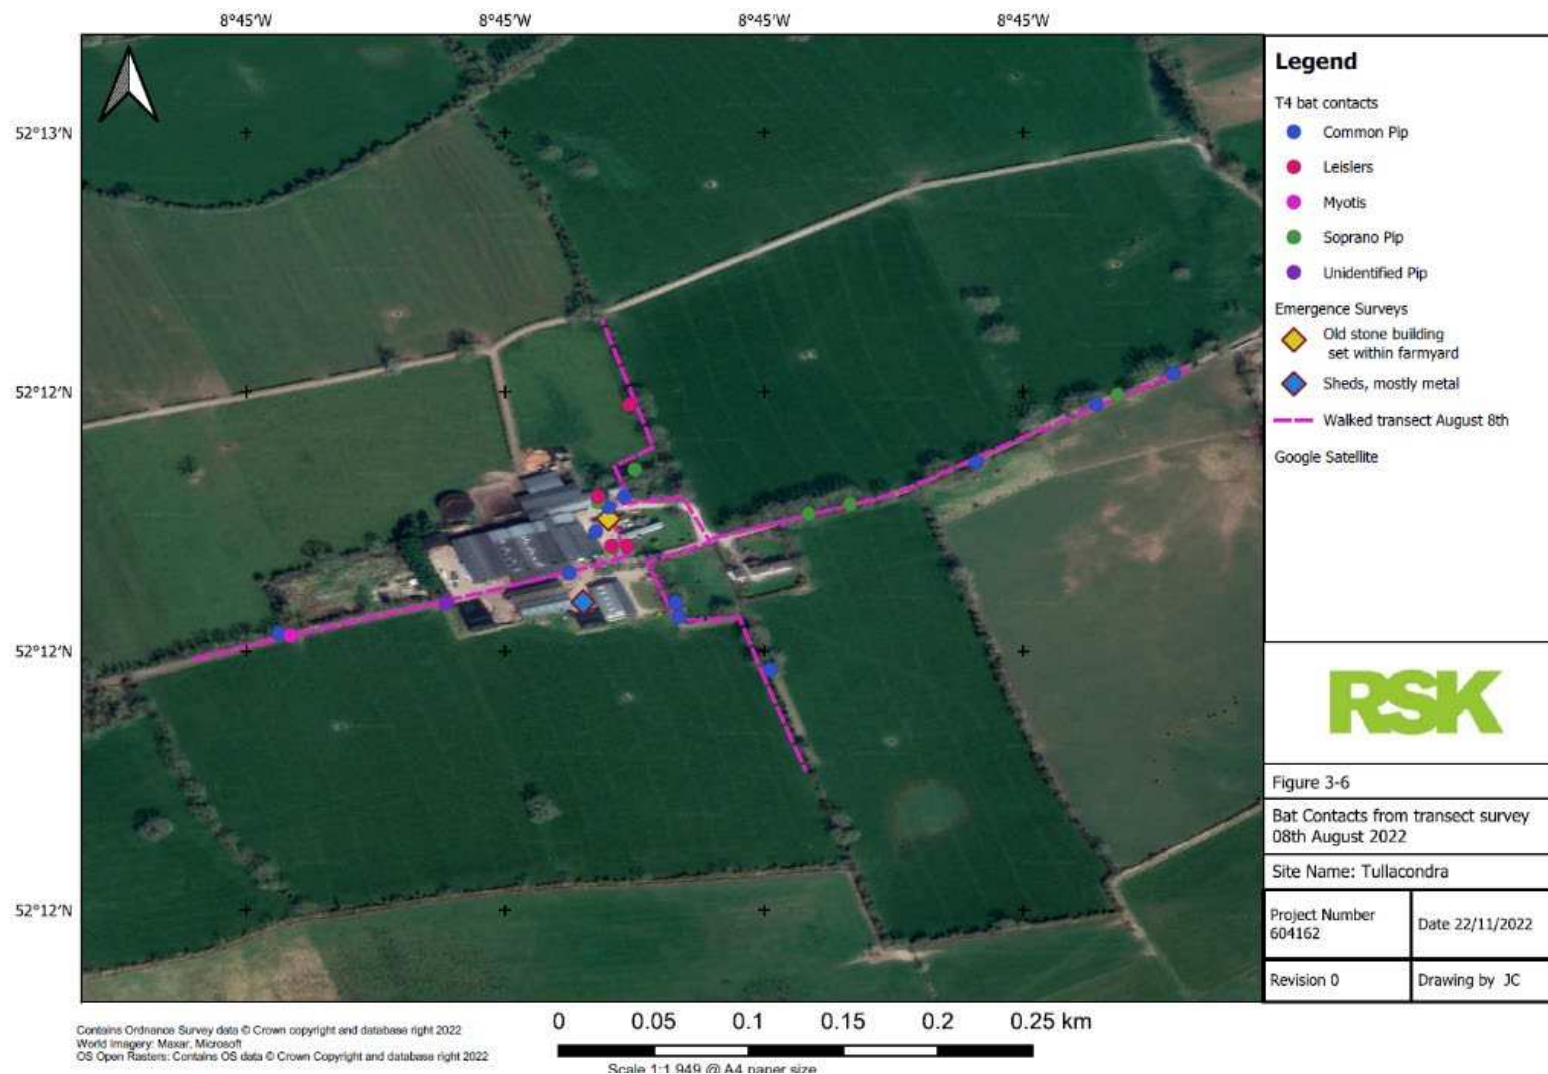 8°45'W 8°45'W 8°45'W 8°45'W
52°13'N
52°12'N
52°12'N
52°12'N
Legend
T4 bat contacts
Common Pip
Leislers
Myotis
Soprano Pip
Unidentified Pip
Emergence Surveys
Old stone building
set within farmyard
Sheds, mostly metal
Walked transect August 8th
Google Satellite
RSK
Figure 3-6
Bat Contacts from transect survey
08th August 2022
Site Name: Tullacondra
Project Number
604162
Date 22/11/2022
Revision 0
Drawing by JC
Contains Ordnance Survey data © Crown copyright and database right 2022
World Imagery: Maxar, Microsoft
OS Open Rasters: Contains OS data © Crown Copyright and database right 2022
0 0.05 0.1 0.15 0.2 0.25 km
Scale 1:1,949 @ A4 paper size